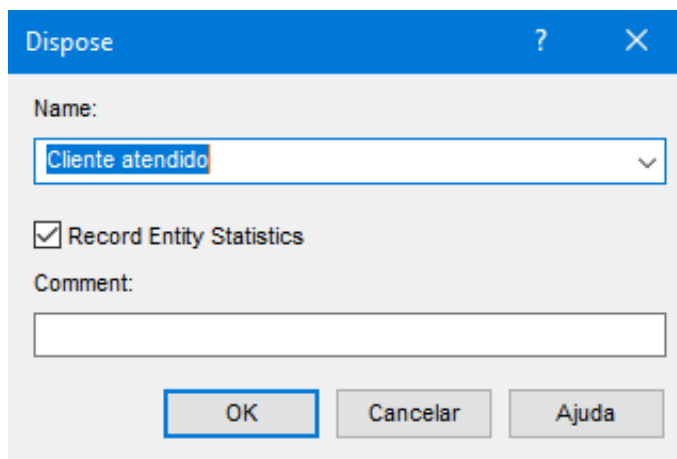 Dispose ?
Name:
Cliente atendido
Record Entity Statistics
Comment:
OK Cancelar Ajuda